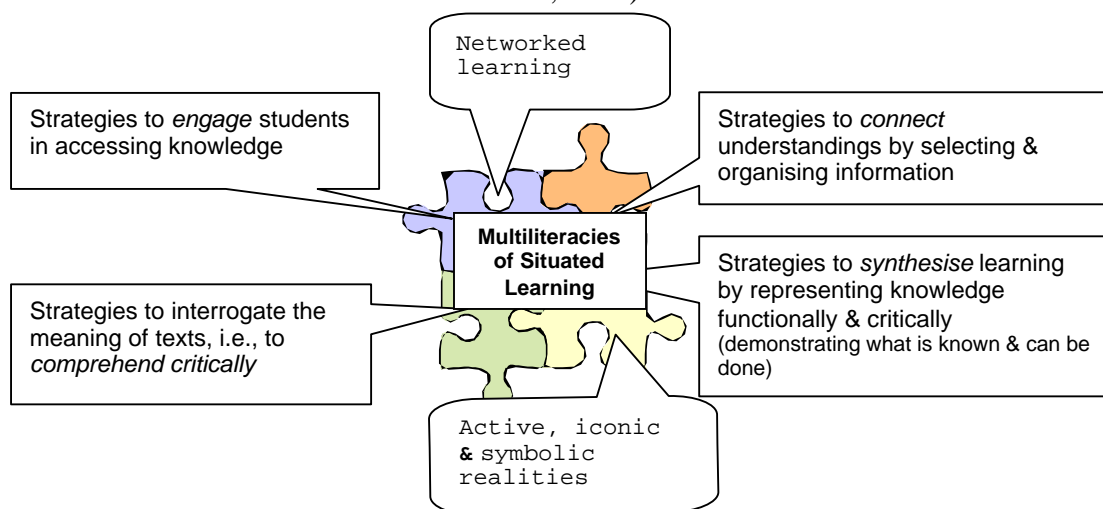 Networked
learning
Strategies to engage students
in accessing knowledge
Strategies to connect
understandings by selecting &
organising information
Multiliteracies
of Situated
Learning
Strategies to interrogate the
meaning of texts, i.e., to
comprehend critically
Strategies to synthesise learning
by representing knowledge
functionally & critically
(demonstrating what is known & can be
done)
Active, iconic
& symbolic
realities